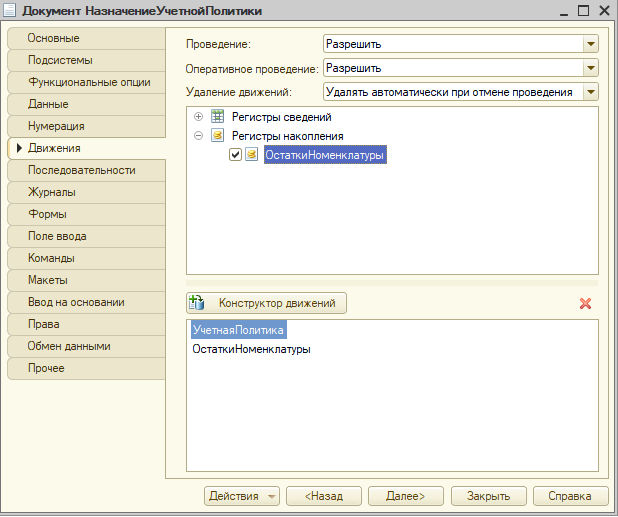 Документ НазначениеУчетнойПолитики
Основные
Подсистемы
Функциональные опции
Данные
Нумерация
Движения
Последовательности
Журналы
Формы
Поле ввода
Команды
Макеты
Ввод на основании
Права
Обмен данными
Прочее
Проведение: Разрешить
Оперативное проведение: Разрешить
Удаление движений: Удалять автоматически при отмене проведения
Регистры сведений
Регистры накопления
ОстаткиНоменклатуры
Конструктор движений
УчетнаяПолитика
ОстаткиНоменклатуры
Действия <Назад Далее> Закрыть Справка